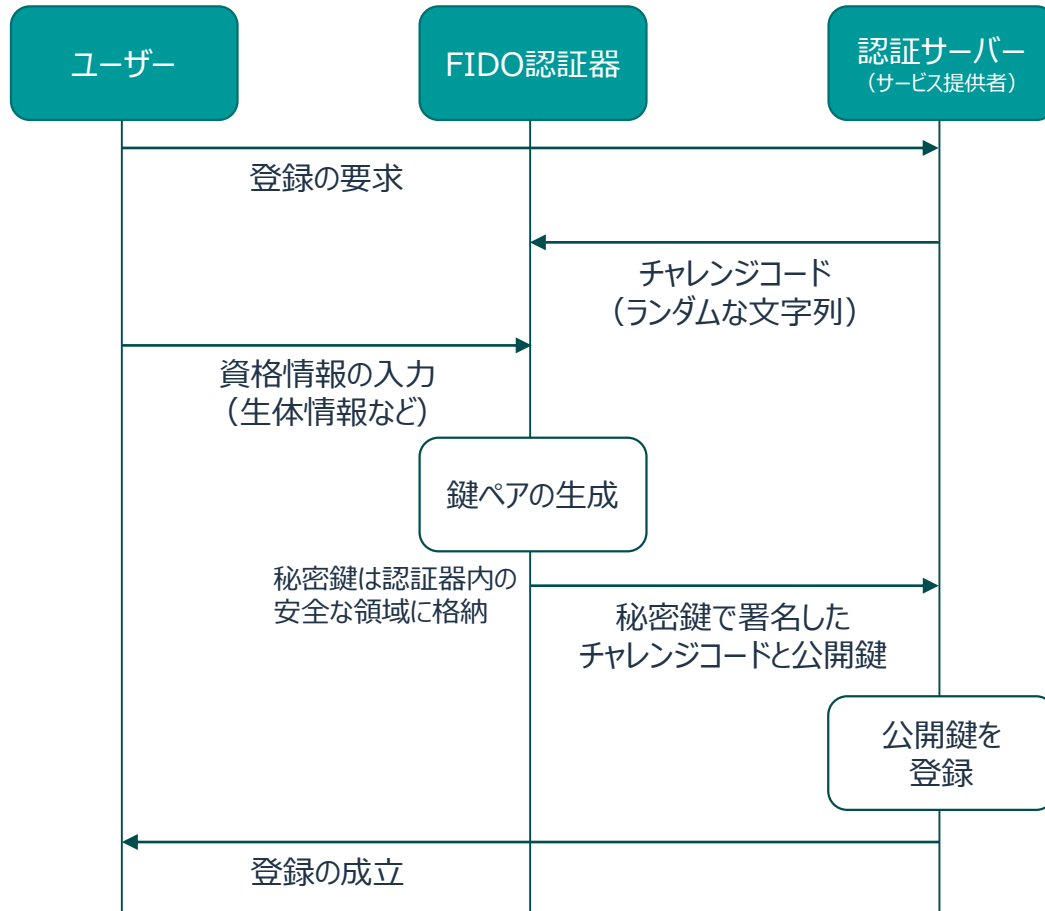 ユーザー
FIDO認証器
認証サーバー
（サービス提供者）
登録の要求
チャレンジコード
（ランダムな文字列）
資格情報の入力
（生体情報など）
鍵ペアの生成
秘密鍵は認証器内の
安全な領域に格納
秘密鍵で署名した
チャレンジコードと公開鍵
公開鍵を
登録
登録の成立